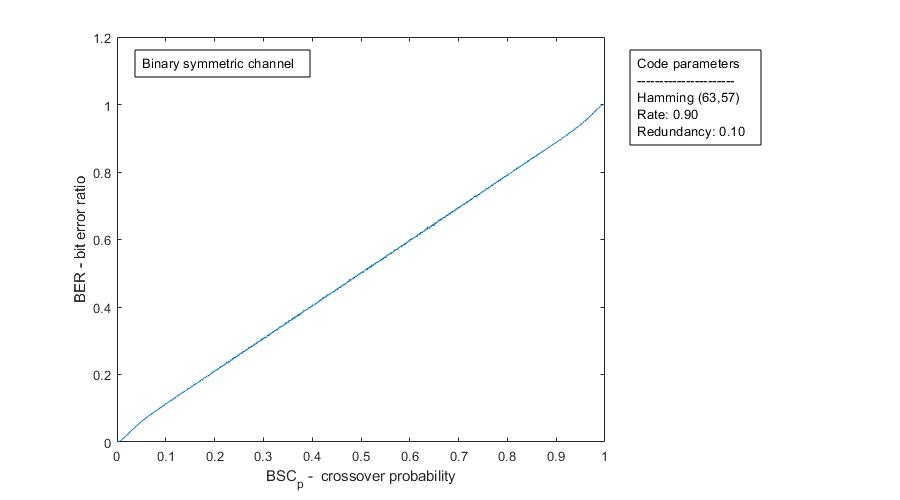 1.2
1
0.8
0.6
0.4
0.2
0
BER - bit error ratio
Binary symmetric channel
0 0.1 0.2 0.3 0.4 0.5 0.6 0.7 0.8 0.9 1
BSCp - crossover probability
Code parameters
----------------------
Hamming (63,57)
Rate: 0.90
Redundancy: 0.10